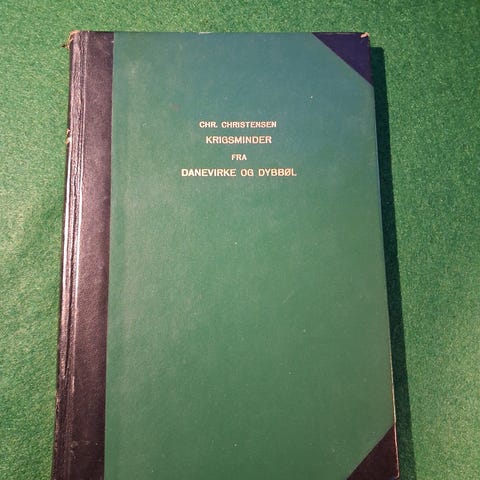 CHR. CHRISTENSEN
KRIGSMINDER
FRA
DANEVIRKE OG DYBBØL